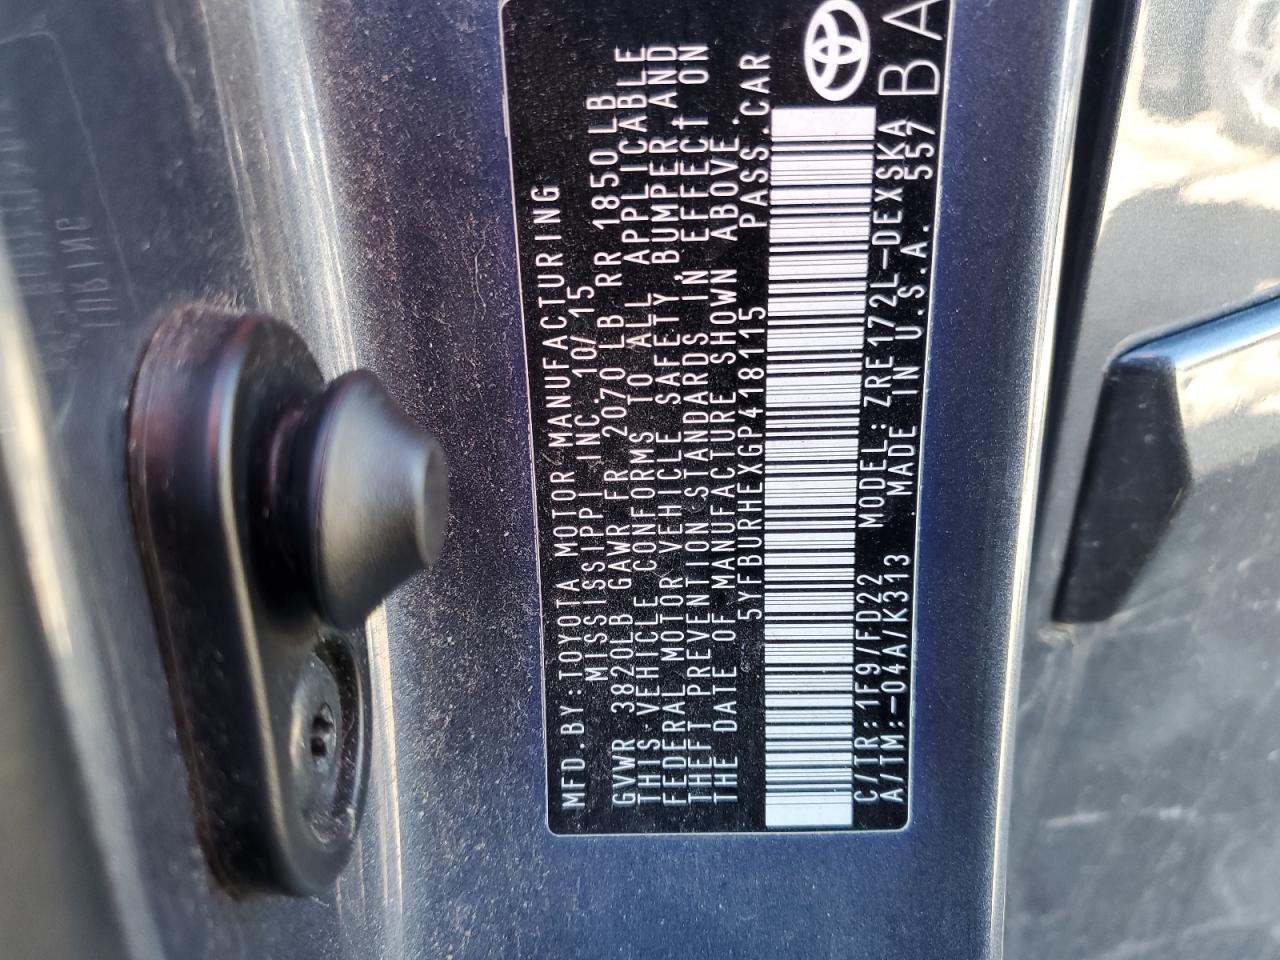 MFD.BY:TOYOTA MOTOR MANUFACTURING
MISSISSIPPI INC. 10/15
GVWR 3820LB GAWR FR 2070 LB RR 1850LB
THIS VEHICLE CONFORMS TO ALL APPLICABLE
FEDERAL MOTOR VEHICLE SAFETY, BUMPER AND
THEFT PREVENTION STANDARDS IN EFFECT ON
THE DATE OF MANUFACTURE SHOWN ABOVE.
5YFBURHEXGP418115 PASS.CAR
C/TR:1F9/FD22 MODEL:ZRE172L-DEXSKA
A/TM:-04A/K313 MADE IN U.S.A. 557
BA